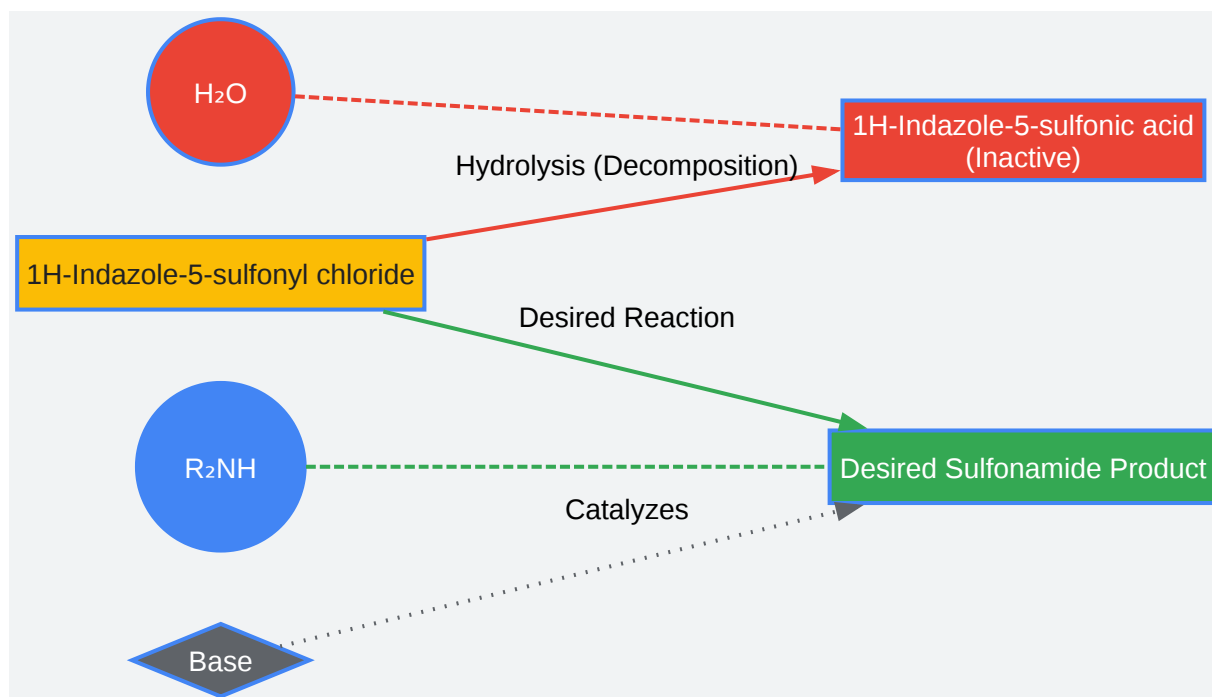 H₂O
1H-Indazole-5-sulfonic acid
(Inactive)
Hydrolysis (Decomposition)
1H-Indazole-5-sulfonyl chloride
Desired Reaction
R₂NH
Desired Sulfonamide Product
Catalyzes
Base